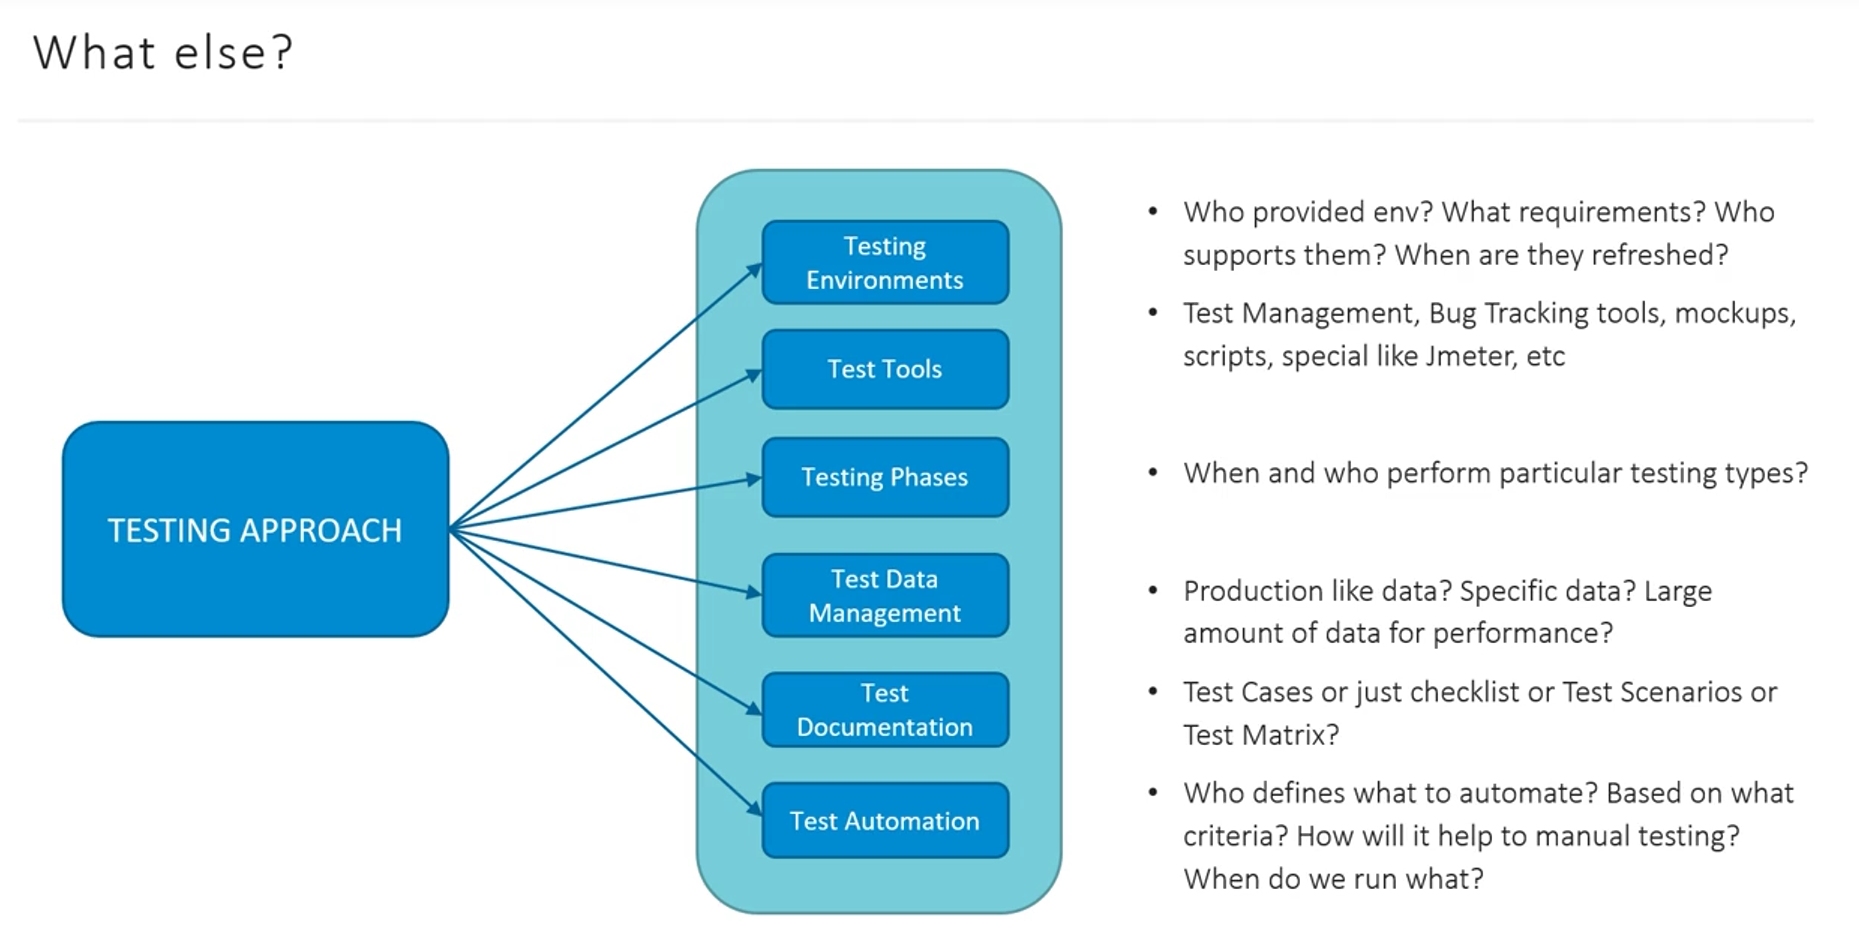 What else?
TESTING APPROACH
Testing
Environments
Test Tools
Testing Phases
Test Data
Management
Test
Documentation
Test Automation
• Who provided env? What requirements? Who
supports them? When are they refreshed?
• Test Management, Bug Tracking tools, mockups,
scripts, special like Jmeter, etc
• When and who perform particular testing types?
• Production like data? Specific data? Large
amount of data for performance?
• Test Cases or just checklist or Test Scenarios or
Test Matrix?
• Who defines what to automate? Based on what
criteria? How will it help to manual testing?
When do we run what?